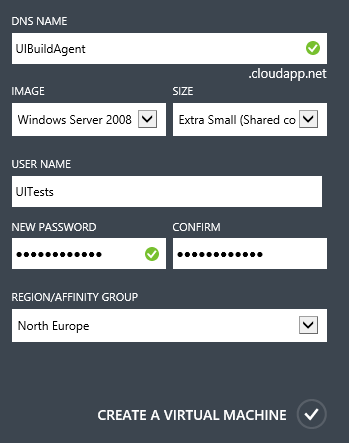 DNS NAME
UIBuildAgent
.cloudapp.net
IMAGE SIZE
Windows Server 2008 Extra Small (Shared co
USER NAME
UITests
NEW PASSWORD CONFIRM
●●●●●●●●●●●● ●●●●●●●●●●●●
REGION/AFFINITY GROUP
North Europe
CREATE A VIRTUAL MACHINE